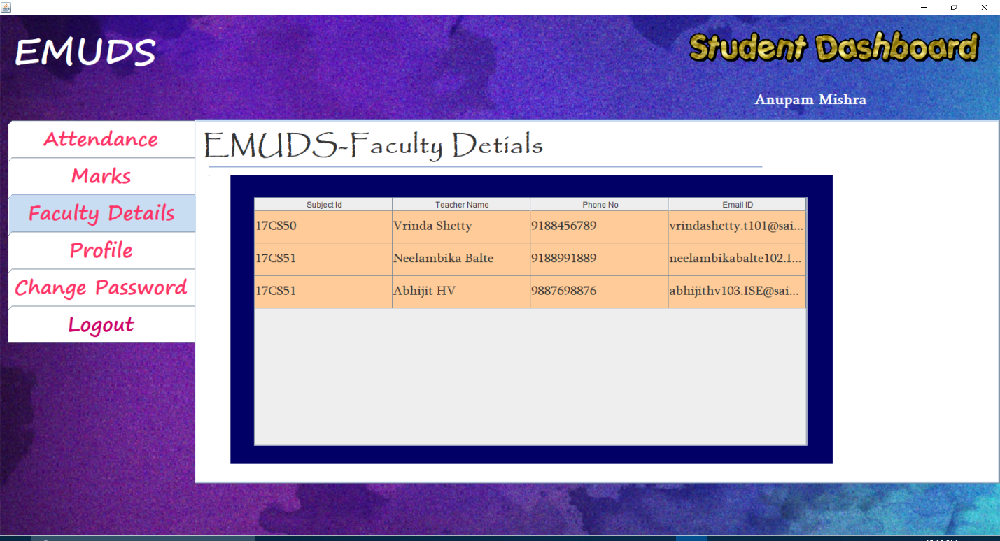 EMUDS
Student Dashboard
Anupam Mishra
Attendance
Marks
Faculty Details
Profile
Change Password
Logout
EMUDS-Faculty Detials
Subject Id Teacher Name Phone No Email ID
17CS50 Vrinda Shetty 9188456789 vrindashetty.t101@sai...
17CS51 Neelambika Balte 9188991889 neelambikabalte102.I...
17CS51 Abhijit HV 9887698876 abhijithv103.ISE@sai...